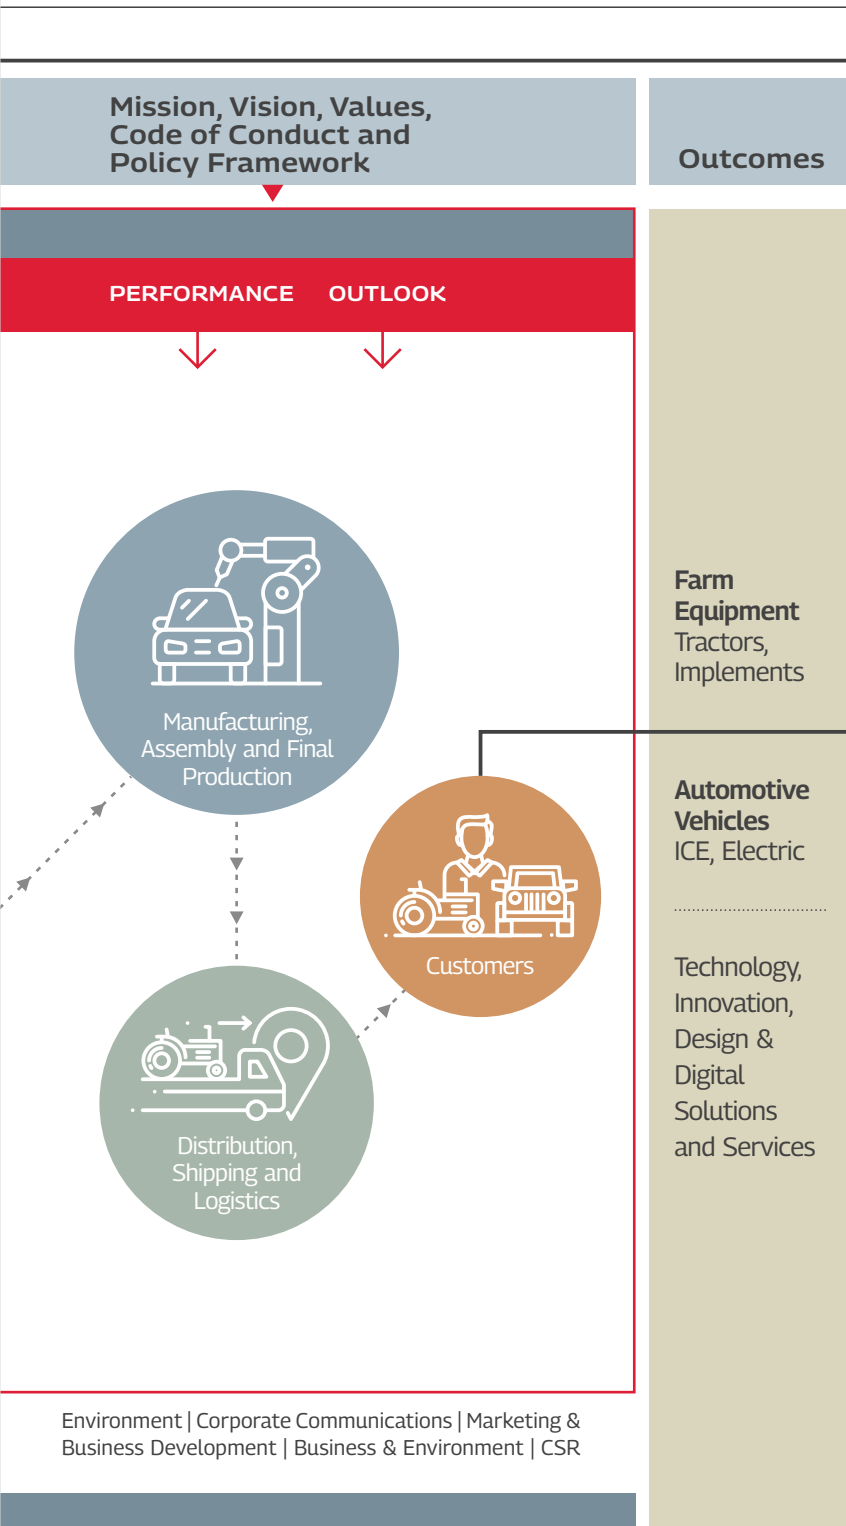 Mission, Vision, Values,
Code of Conduct and
Policy Framework
Outcomes
PERFORMANCE
OUTLOOK
Manufacturing,
Assembly and Final
Production
Customers
Distribution,
Shipping and
Logistics
Farm
Equipment
Tractors,
Implements
Automotive
Vehicles
ICE, Electric
Technology,
Innovation,
Design &
Digital
Solutions
and Services
Environment | Corporate Communications | Marketing &
Business Development | Business & Environment | CSR